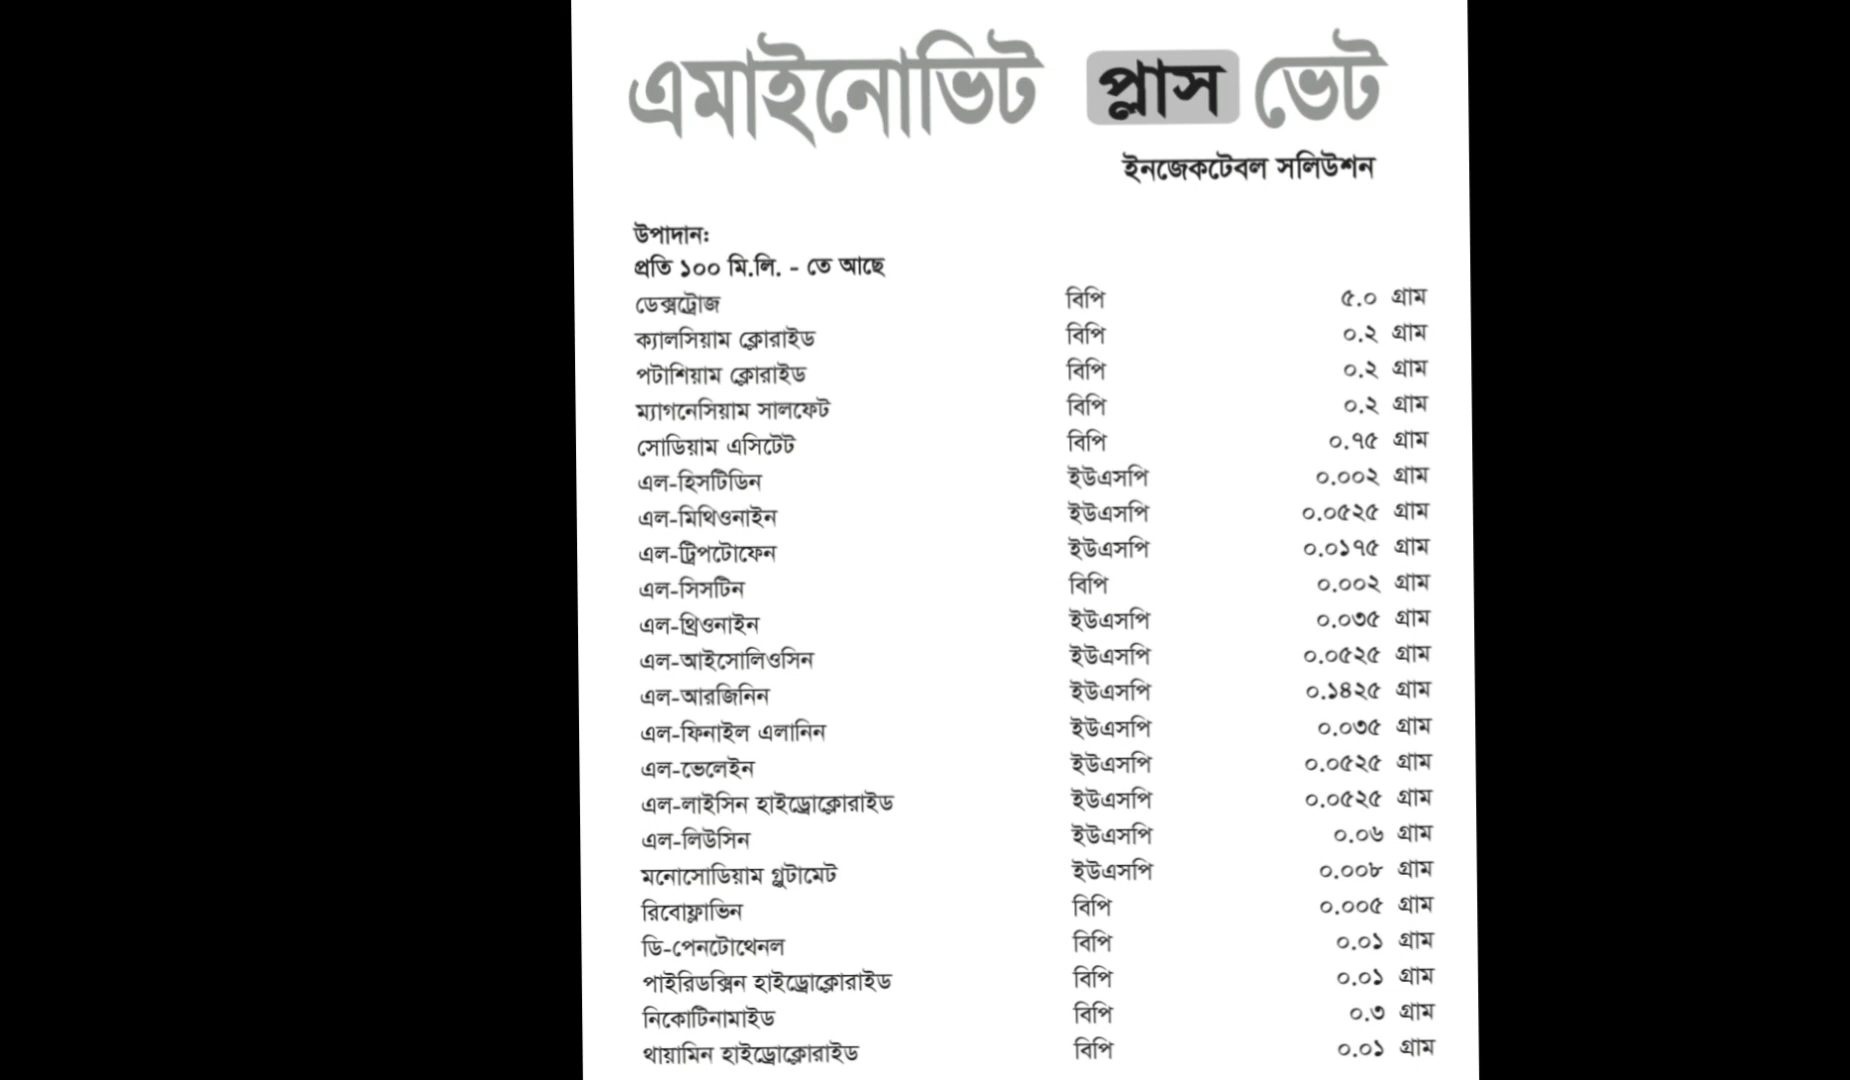 এমাইনোভিট প্লাস ভেট
ইনজেকটেবল সলিউশন
উপাদান:
প্রতি ১০০ মি.লি. - তে আছে
ডেক্সট্রোজ বিপি ৫.০ গ্রাম
ক্যালসিয়াম ক্লোরাইড বিপি ০.২ গ্রাম
পটাশিয়াম ক্লোরাইড বিপি ০.২ গ্রাম
ম্যাগনেসিয়াম সালফেট বিপি ০.২ গ্রাম
সোডিয়াম এসিটেট বিপি ০.৭৫ গ্রাম
এল-হিসটিডিন ইউএসপি ০.০০২ গ্রাম
এল-মিথিওনাইন ইউএসপি ০.০৫২৫ গ্রাম
এল-ট্রিপটোফেন ইউএসপি ০.০১৭৫ গ্রাম
এল-সিসটিন বিপি ০.০০২ গ্রাম
এল-থ্রিওনাইন ইউএসপি ০.০৩৫ গ্রাম
এল-আইসোলিওসিন ইউএসপি ০.০৫২৫ গ্রাম
এল-আরজিনিন ইউএসপি ০.১৪২৫ গ্রাম
এল-ফিনাইল এলানিন ইউএসপি ০.০৩৫ গ্রাম
এল-ভেলেইন ইউএসপি ০.০৫২৫ গ্রাম
এল-লাইসিন হাইড্রোক্লোরাইড ইউএসপি ০.০৫২৫ গ্রাম
এল-লিউসিন ইউএসপি ০.০৬ গ্রাম
মনোসোডিয়াম গ্লুটামেট ইউএসপি ০.০০৮ গ্রাম
রিবোফ্লাভিন বিপি ০.০০৫ গ্রাম
ডি-পেনটোথেনল বিপি ০.০১ গ্রাম
পাইরিডক্সিন হাইড্রোক্লোরাইড বিপি ০.০১ গ্রাম
নিকোটিনামাইড বিপি ০.৩ গ্রাম
থায়ামিন হাইড্রোক্লোরাইড বিপি ০.০১ গ্রাম